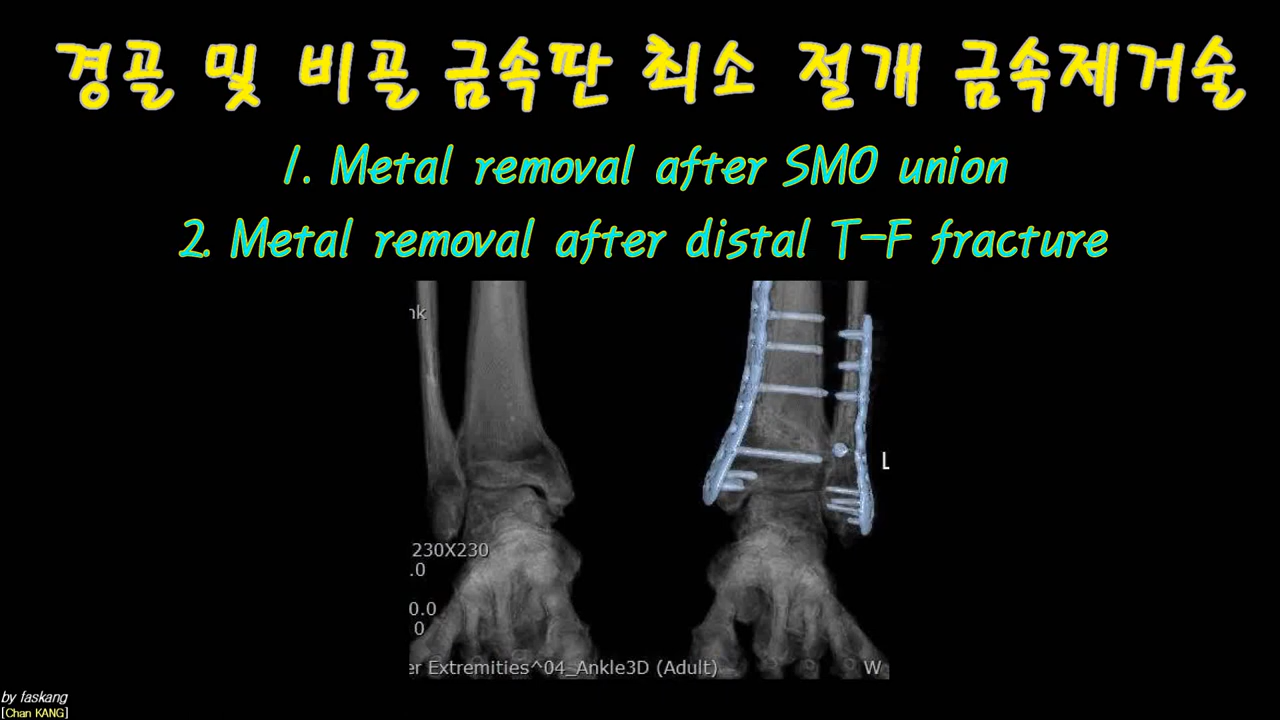 경골 및 비골 금속판 최소 절개 금속제거술
1. Metal removal after SMO union
2. Metal removal after distal T-F fracture
nk
L
230X230
.0
0.0
0
er Extremities^04_Ankle3D (Adult)
W
by faskang
[Chan KANG]